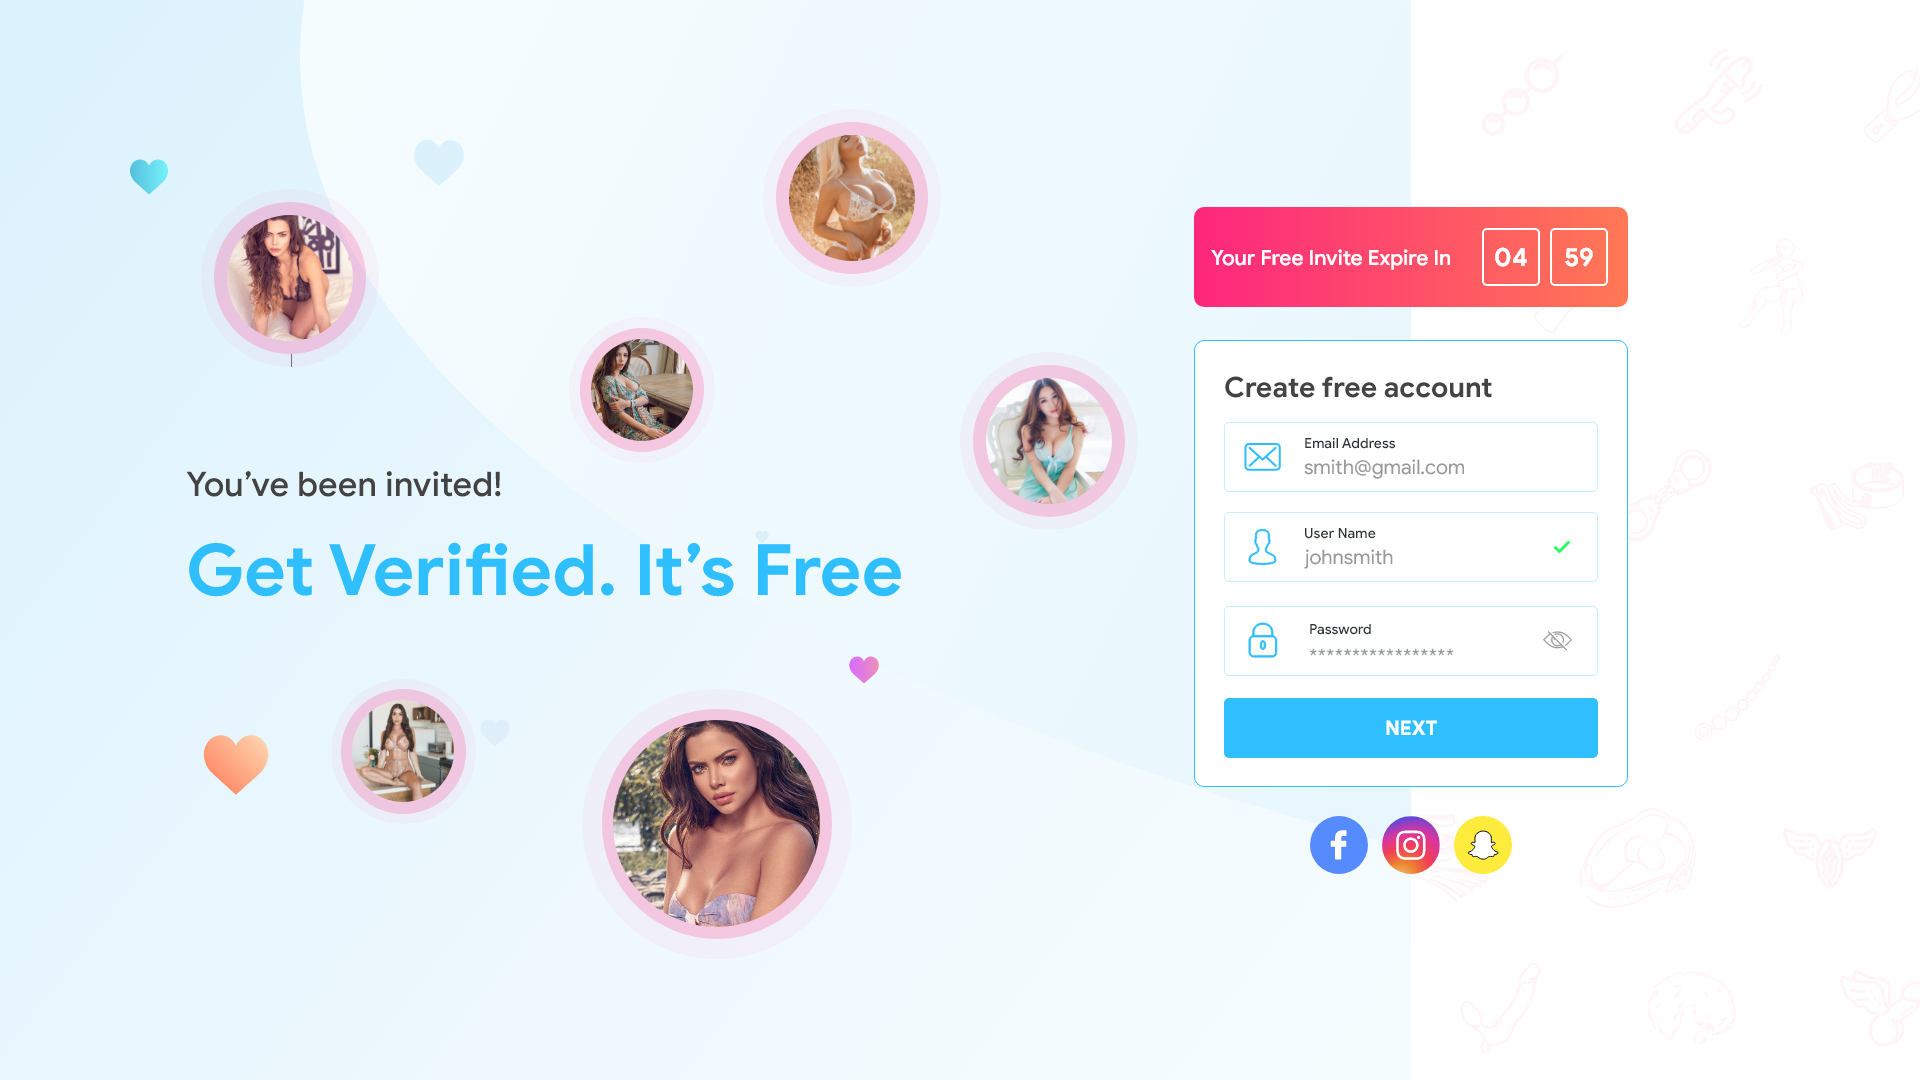 You’ve been invited!
Get Verified. It’s Free
Your Free Invite Expire In
04 59
Create free account
Email Address
smith@gmail.com
User Name
johnsmith
Password
*****************
NEXT